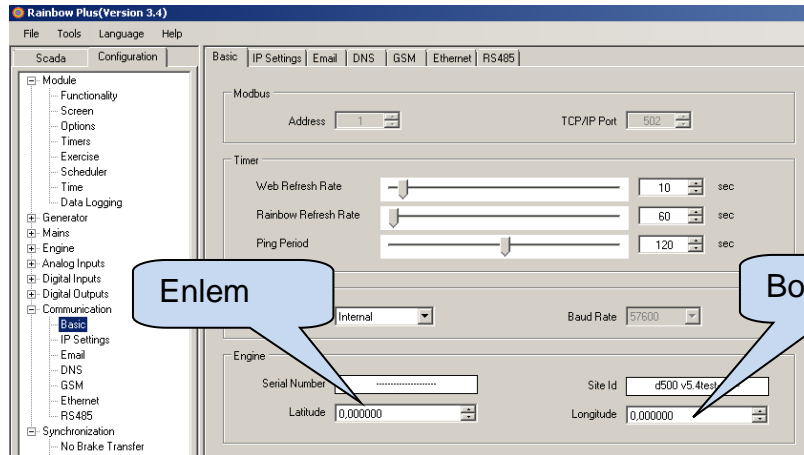 Rainbow Plus(Version 3.4)
File Tools Language Help
Scada Configuration
Module
Functionality
Screen
Options
Timers
Exercise
Scheduler
Time
Data Logging
Generator
Mains
Engine
Analog Inputs
Digital Inputs
Digital Outputs
Communication
Basic
IP Settings
Email
DNS
GSM
Ethernet
RS485
Synchronization
No Brake Transfer
Basic IP Settings Email DNS GSM Ethernet RS485
Modbus
Address 1 TCP/IP Port 502
Timer
Web Refresh Rate 10 sec
Rainbow Refresh Rate 60 sec
Ping Period 120 sec
Enlem
Bo
Internal Baud Rate 57600
Engine
Serial Number -------------------- Site Id d500 v5.4test
Latitude 0,000000 Longitude 0,000000